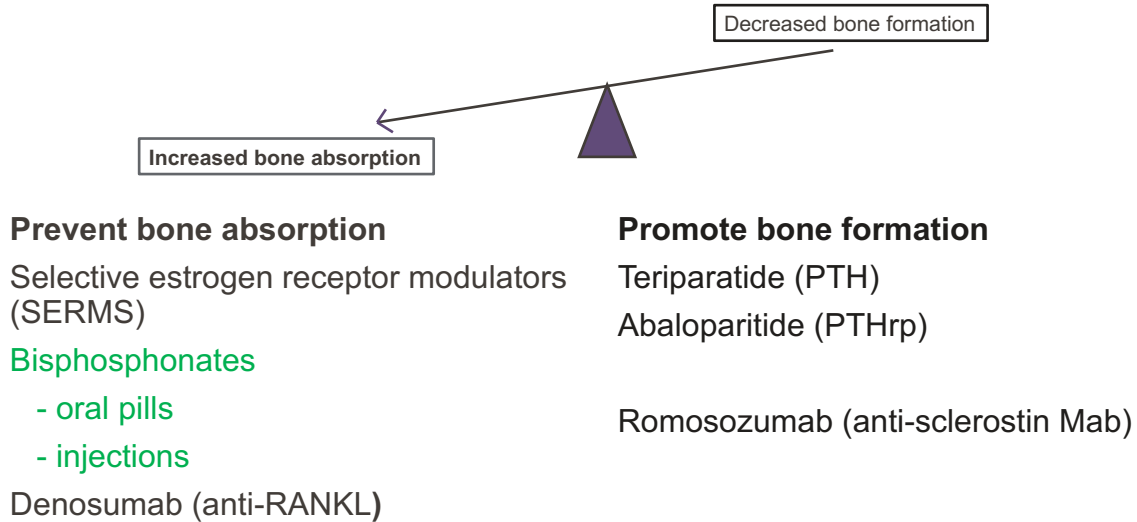 Decreased bone formation
Increased bone absorption
Prevent bone absorption
Selective estrogen receptor modulators
(SERMS)
Bisphosphonates
- oral pills
- injections
Denosumab (anti-RANKL)
Promote bone formation
Teriparatide (PTH)
Abaloparitide (PTHrp)
Romosozumab (anti-sclerostin Mab)